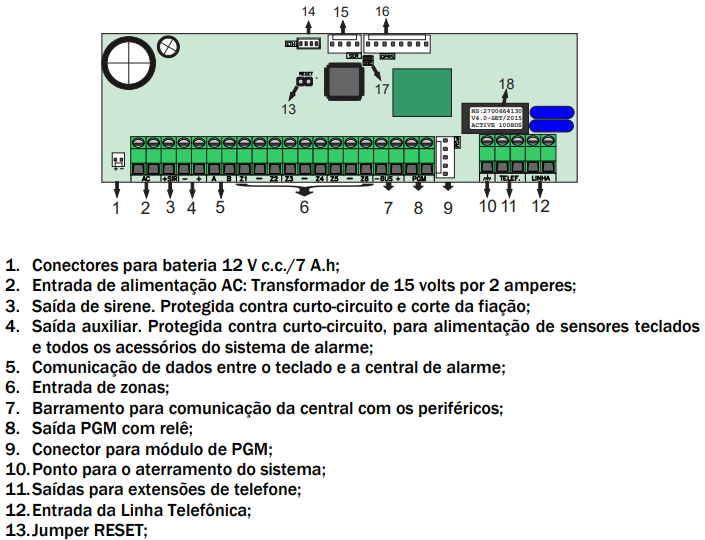 14 15 16
ETH SER GPRS
RESET
13 17 18
NS:2700664130
V4.0-SET/2015
ACTIVE 100BUS
+ -
AC +SIR - + A B Z1 - Z2 Z3 - Z4 Z5 - Z6 -BUS + PGM TELEF. LINHA
1 2 3 4 5 6 7 8 9 10 11 12
1. Conectores para bateria 12 V c.c./7 A.h;
2. Entrada de alimentação AC: Transformador de 15 volts por 2 amperes;
3. Saída de sirene. Protegida contra curto-circuito e corte da fiação;
4. Saída auxiliar. Protegida contra curto-circuito, para alimentação de sensores teclados
e todos os acessórios do sistema de alarme;
5. Comunicação de dados entre o teclado e a central de alarme;
6. Entrada de zonas;
7. Barramento para comunicação da central com os periféricos;
8. Saída PGM com relê;
9. Conector para módulo de PGM;
10.Ponto para o aterramento do sistema;
11.Saídas para extensões de telefone;
12.Entrada da Linha Telefônica;
13.Jumper RESET;